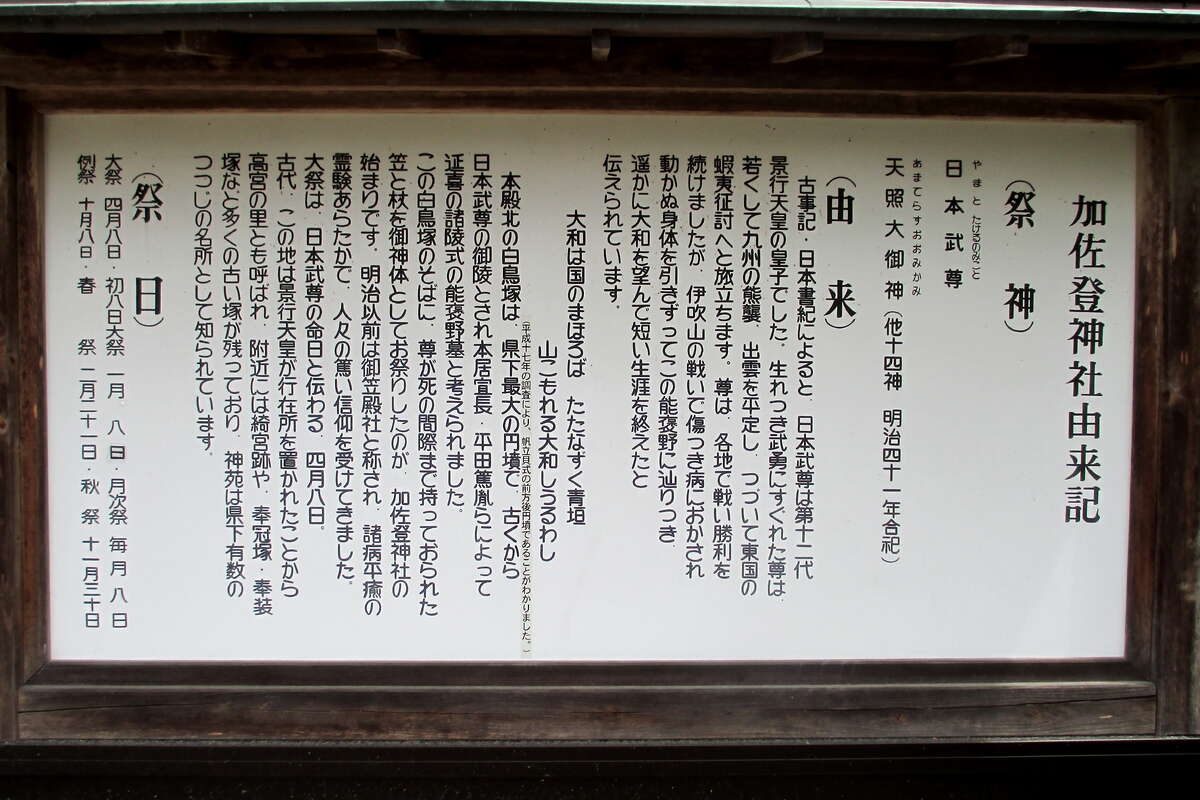 加佐登神社由来記
(祭 神)
やまと たけるのみこと
日本武尊
あまてらすおおみかみ
天照大御神(他十四神 明治四十一年合祀)
(由 来)
古事記・日本書紀によると、日本武尊は第十二代
景行天皇の皇子でした。生れつき武勇にすぐれた尊は、
若くして九州の熊襲、出雲を平定し、つづいて東国の
蝦夷征討へと旅立ちます。尊は、各地で戦い勝利を
続けましたが、伊吹山の戦いで傷つき病におかされ
動かぬ身体を引きずってこの能褒野に辿りつき、
遥かに大和を望んで短い生涯を終えたと
伝えられています。
大和は国のまほろば たたなずく青垣
山こもれる大和しうるわし
(平成十七年の調査により、帆立貝式の前方後円墳であることがわかりました。)
本殿北の白鳥塚は、県下最大の円墳で、古くから
日本武尊の御陵とされ本居宣長・平田篤胤らによって
延喜の諸陵式の能褒野墓と考えられました。
この白鳥塚のそばに、尊が死の間際まで持っておられた
笠と杖を御神体としてお祭りしたのが、加佐登神社の
始まりです。明治以前は御笠殿社と称され、諸病平癒の
霊験あらたかで、人々の篤い信仰を受けてきました。
大祭は、日本武尊の命日と伝わる、四月八日。
古代、この地は景行天皇が行在所を置かれたことから
高宮の里とも呼ばれ、附近には綺宮跡や、奉冠塚・奉装
塚など多くの古い塚が残っており、神苑は県下有数の
つつじの名所として知られています。
(祭 日)
大祭 四月八日・初八日大祭 一月 八 日・月次祭 毎月 八 日
例祭 十月八日・春 祭 二月二十一日・秋 祭 十一月三十日